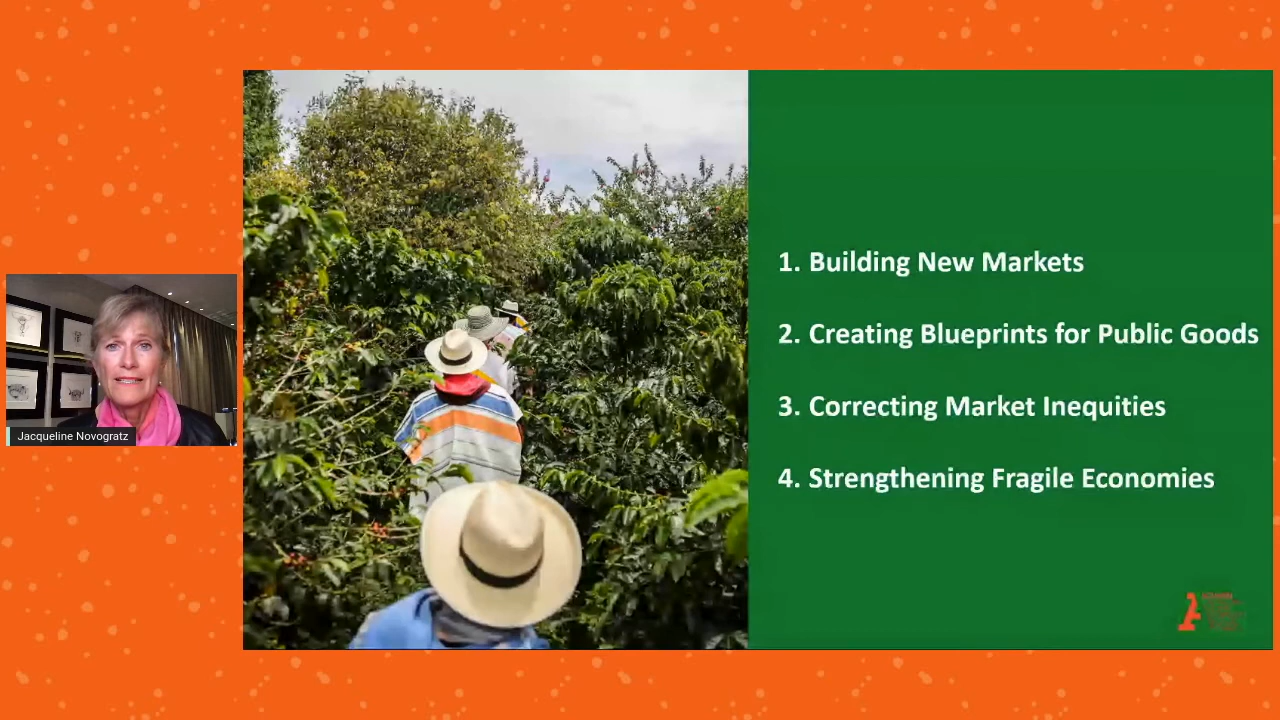 Jacqueline Novogratz
1. Building New Markets
2. Creating Blueprints for Public Goods
3. Correcting Market Inequities
4. Strengthening Fragile Economies